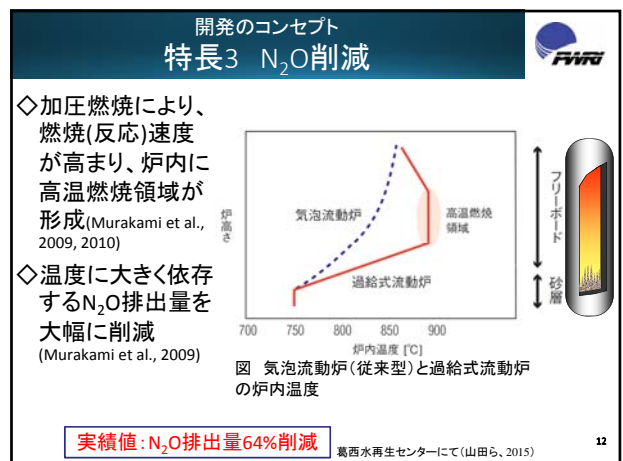 開発のコンセプト
特長3 N₂O削減
PWRI
◇加圧燃焼により、
燃焼(反応)速度
が高まり、炉内に
高温燃焼領域が
形成(Murakami et al.,
2009, 2010)
◇温度に大きく依存
するN₂O排出量を
大幅に削減
(Murakami et al., 2009)
炉高さ
気泡流動炉
高温燃焼
領域
過給式流動炉
700 750 800 850 900
炉内温度 [℃]
フリーボード
砂層
図 気泡流動炉(従来型)と過給式流動炉
の炉内温度
実績値:N₂O排出量64%削減
葛西水再生センターにて(山田ら、2015)
12